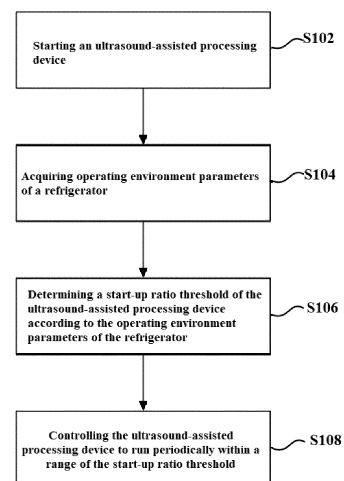 Starting an ultrasound-assisted processing
device
S102
Acquiring operating environment parameters
of a refrigerator
S104
Determining a start-up ratio threshold of the
ultrasound-assisted processing device
according to the operating environment
parameters of the refrigerator
S106
Controlling the ultrasound-assisted
processing device to run periodically within a
range of the start-up ratio threshold
S108